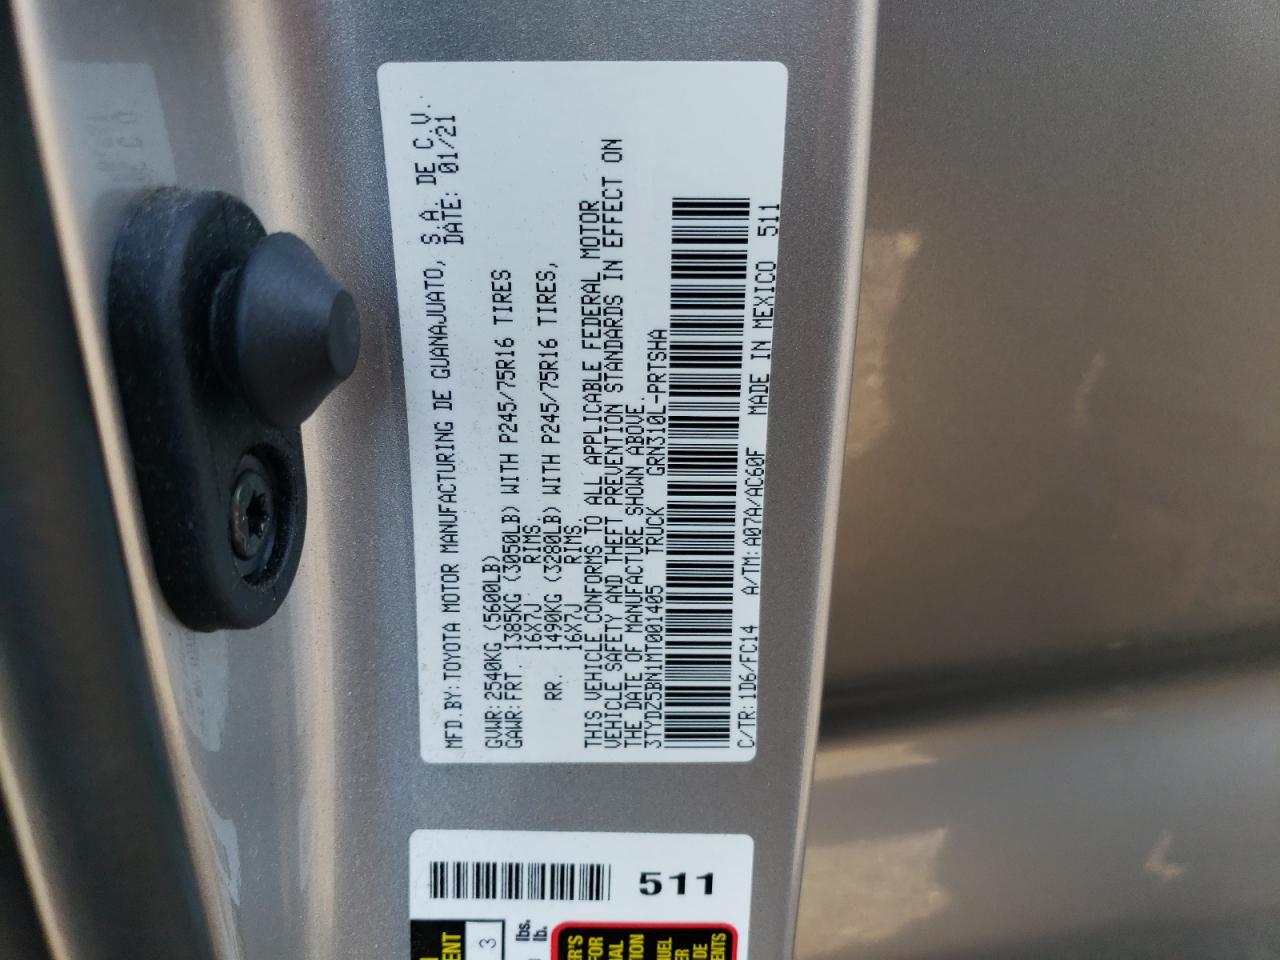 MFD.BY:TOYOTA MOTOR MANUFACTURING DE GUANAJUATO, S.A. DE C.V.
DATE: 01/21
GVWR:2540KG (5600LB)
GAWR:FRT. 1385KG (3050LB) WITH P245/75R16 TIRES
16X7J RIMS.
RR. 1490KG (3280LB) WITH P245/75R16 TIRES,
16X7J RIMS.
THIS VEHICLE CONFORMS TO ALL APPLICABLE FEDERAL MOTOR
VEHICLE SAFETY AND THEFT PREVENTION STANDARDS IN EFFECT ON
THE DATE OF MANUFACTURE SHOWN ABOVE.
3TYDZ5BN1MT001405 TRUCK GRN310L-PRTSHA
C/TR:1D6/FC14 A/TM:A07A/AC60F MADE IN MEXICO 511
511
3
lbs.
lb.